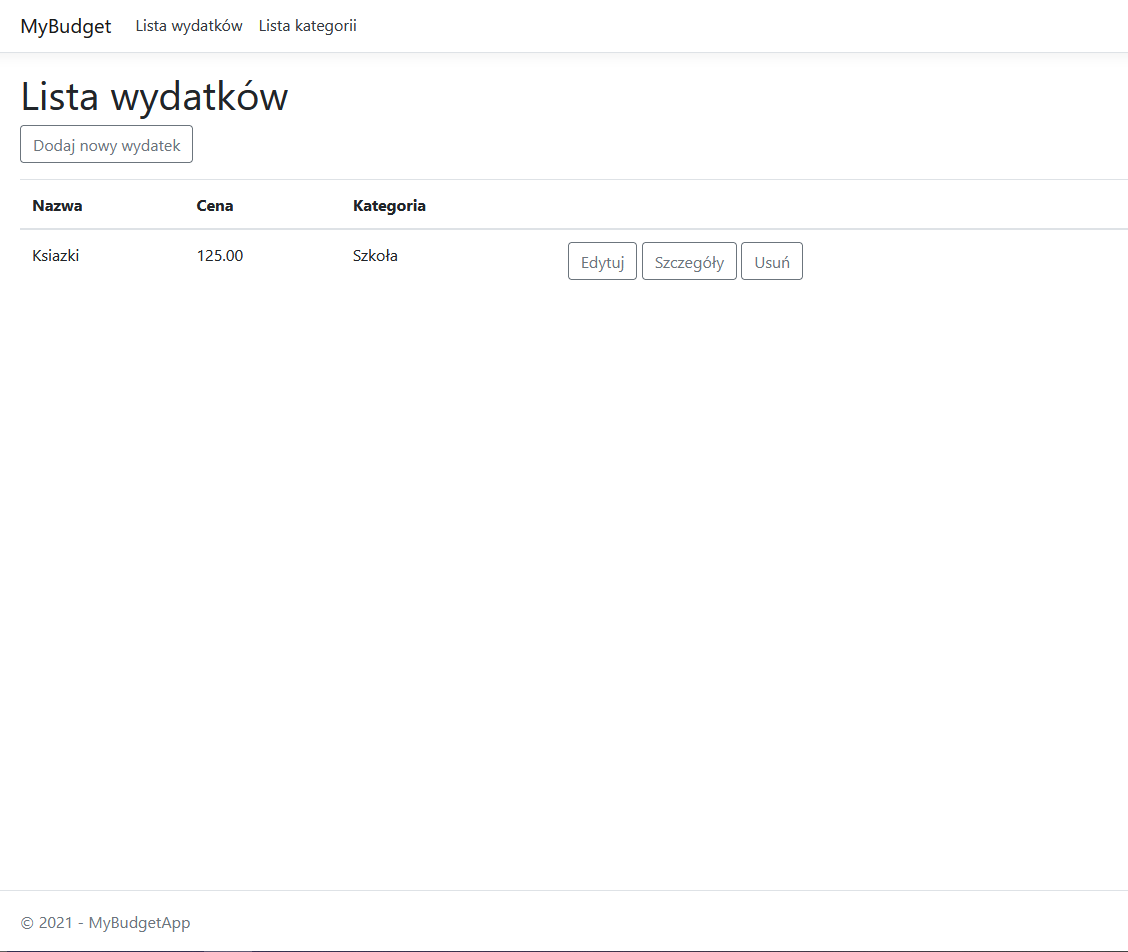 MyBudget Lista wydatków Lista kategorii
Lista wydatków
Dodaj nowy wydatek
Nazwa Cena Kategoria
Ksiazki 125.00 Szkoła Edytuj Szczegóły Usuń
© 2021 - MyBudgetApp